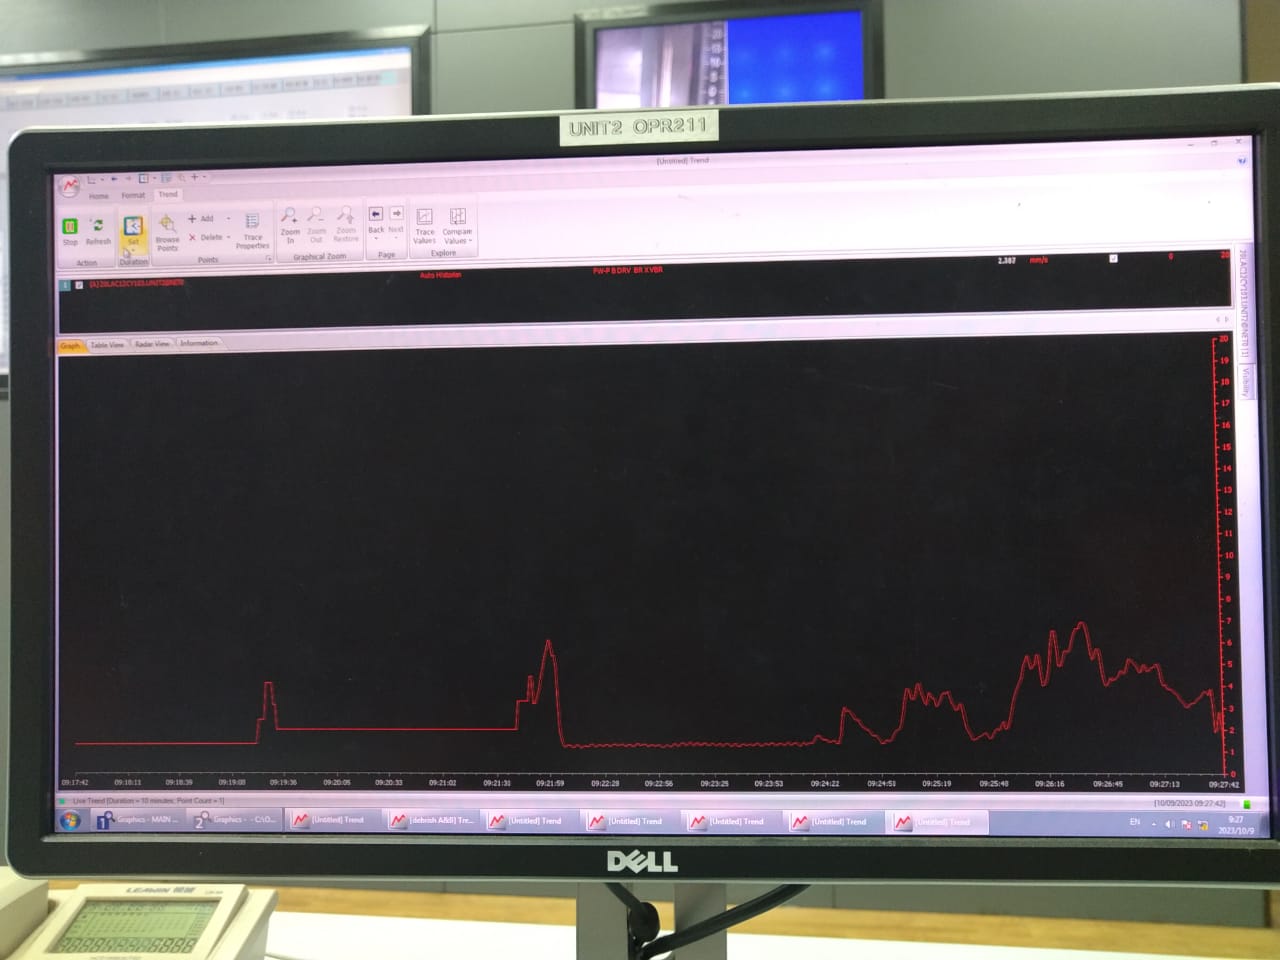 UNIT2 OPR211
[Untitled] Trend
Home Format Trend
Stop Refresh Set Browse Points Add Delete Trace Properties Zoom In Zoom Out Zoom Restore Back Next Trace Values Compare Values
Action Duration Points Graphical Zoom Page Explore
1 Auto Historian FW-P B DRV BR X VBR 2.387 mm/s 0 20
Graph Table View Radar View Information
Visibility
20
19
18
17
16
15
14
13
12
11
10
9
8
7
6
5
4
3
2
1
0
09:17:42 09:18:11 09:18:39 09:19:08 09:19:36 09:20:05 09:20:33 09:21:02 09:21:31 09:21:59 09:22:28 09:22:56 09:23:25 09:23:53 09:24:22 09:24:51 09:25:19 09:25:48 09:26:16 09:26:45 09:27:13 09:27:42
Live Trend [Duration = 10 minutes; Point Count = 1] [10/09/2023 09:27:42]
1 Graphics - MAIN ... 2 Graphics - - C:\O... [Untitled] Trend [debrish A&B] Tre... [Untitled] Trend [Untitled] Trend [Untitled] Trend [Untitled] Trend [Untitled] Trend EN 9:27
2023/10/9
DELL
LEAWIN